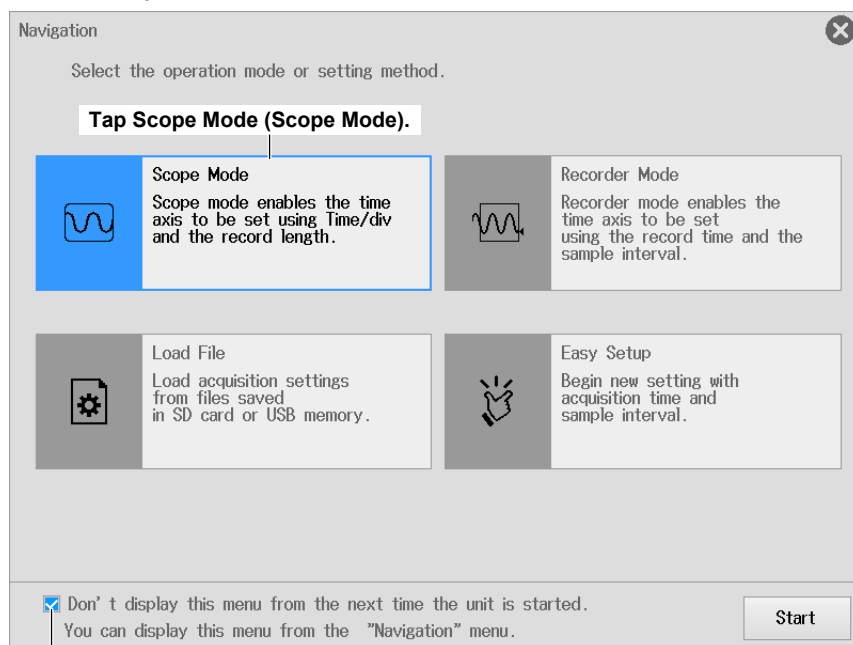 Navigation
Select the operation mode or setting method.
Tap Scope Mode (Scope Mode).
Scope Mode
Scope mode enables the time
axis to be set using Time/div
and the record length.
Recorder Mode
Recorder mode enables the
time axis to be set
using the record time and the
sample interval.
Load File
Load acquisition settings
from files saved
in SD card or USB memory.
Easy Setup
Begin new setting with
acquisition time and
sample interval.
Don't display this menu from the next time the unit is started.
You can display this menu from the "Navigation" menu.
Start